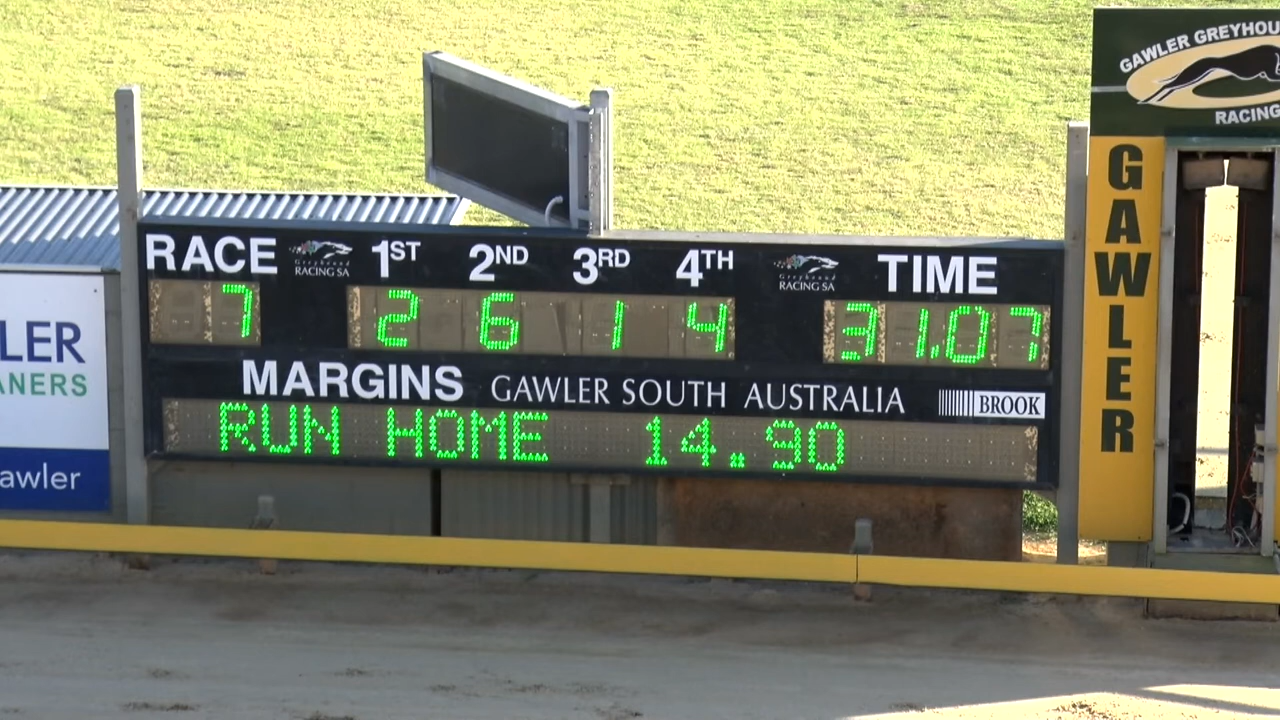 GAWLER GREYHOU
RACING
GAWLER
RACE
Greyhound
RACING SA
1ST 2ND 3RD 4TH
Greyhound
RACING SA
TIME
7 2 6 1 4 31.07
MARGINS GAWLER SOUTH AUSTRALIA BROOK
RUN HOME 14.90
LER
ANERS
awler